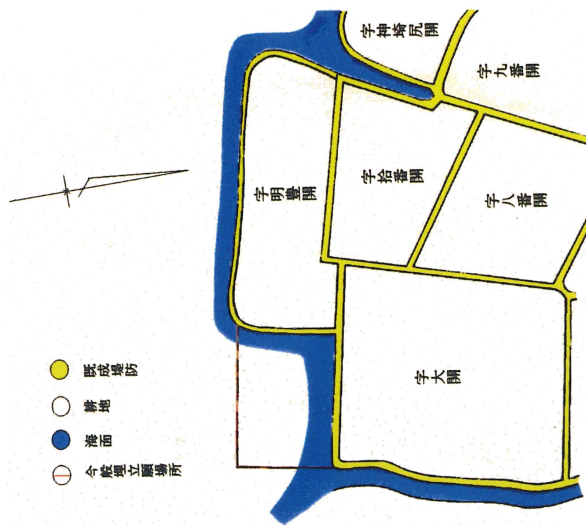 字神埼尻開
字九番開
字明豊開
字拾番開
字八番開
字大開
既成堤防
耕地
海面
今般埋立願場所